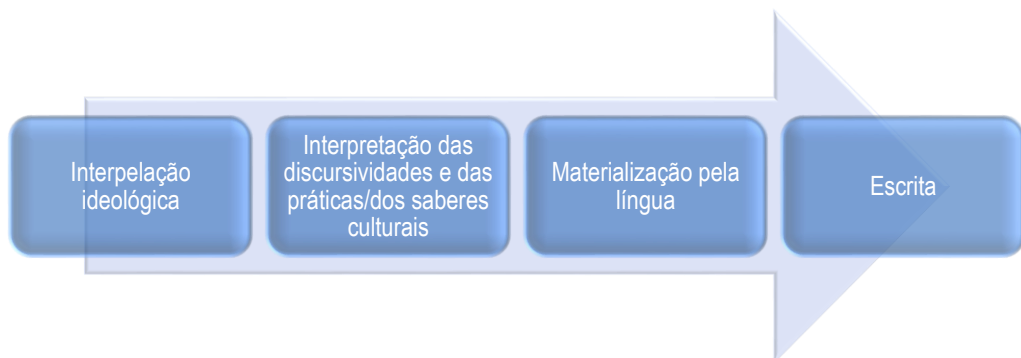 Interpelação
ideológica
Interpretação das
discursividades e das
práticas/dos saberes
culturais
Materialização pela
língua
Escrita